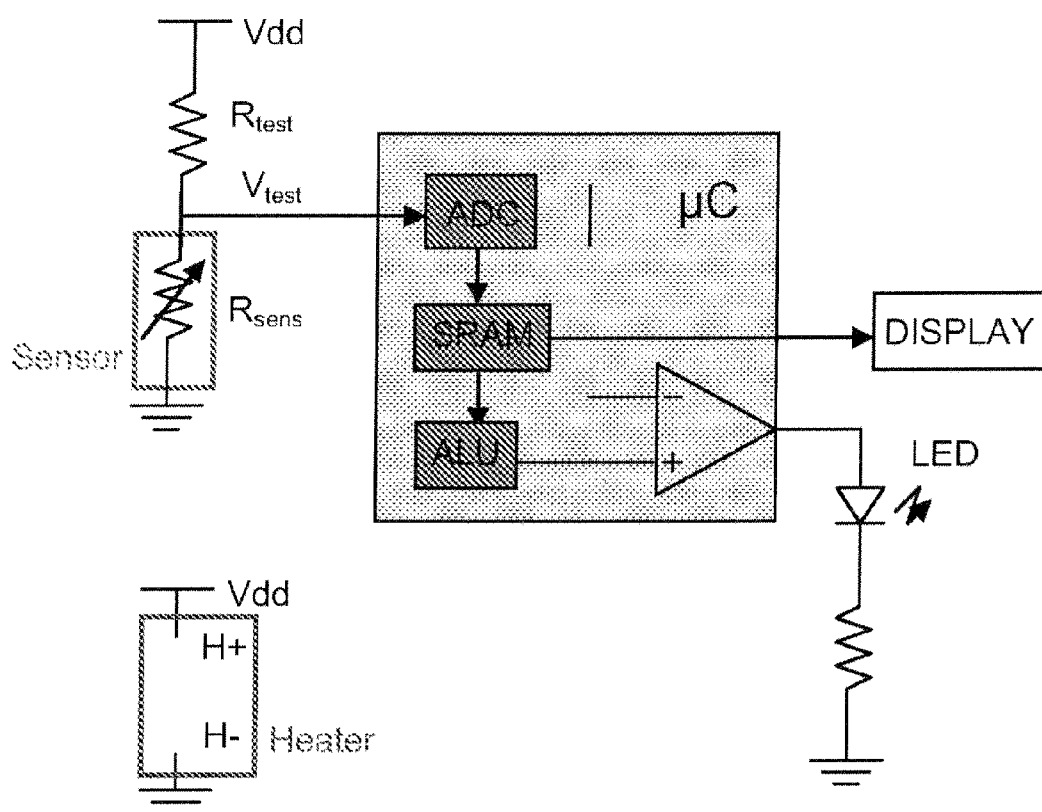 Vdd
Rtest
Vtest
ADC
µC
Rsens
Sensor
SRAM
DISPLAY
−
ALU
+
LED
Vdd
H+
H-
Heater